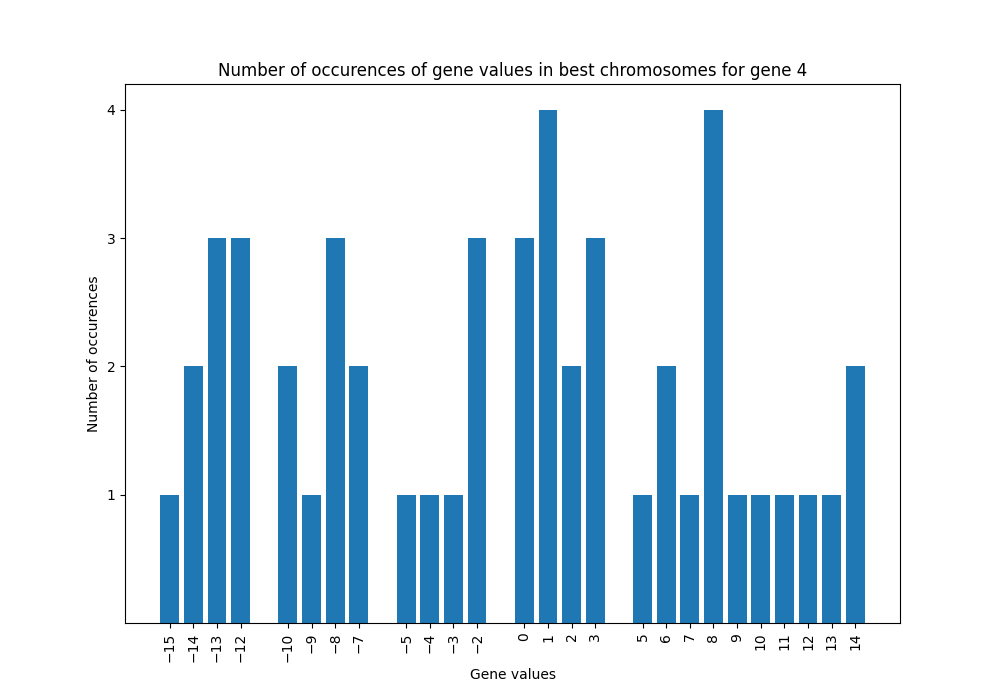 Number of occurences of gene values in best chromosomes for gene 4
4
3
2
1
Number of occurences
−15 −14 −13 −12 −10 −9 −8 −7 −5 −4 −3 −2 0 1 2 3 5 6 7 8 9 10 11 12 13 14
Gene values